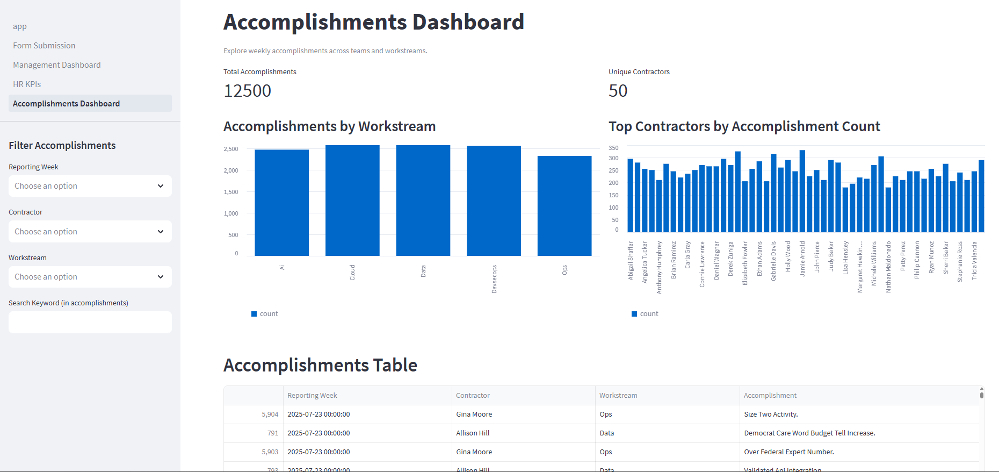 app
Form Submission
Management Dashboard
HR KPIs
Accomplishments Dashboard
Filter Accomplishments
Reporting Week
Choose an option
Contractor
Choose an option
Workstream
Choose an option
Search Keyword (in accomplishments)
Accomplishments Dashboard
Explore weekly accomplishments across teams and workstreams.
Total Accomplishments
12500
Unique Contractors
50
Accomplishments by Workstream
2,500
2,000
1,500
1,000
500
0
Ai
Cloud
Data
Devsecops
Ops
count
Top Contractors by Accomplishment Count
350
300
250
200
150
100
50
0
Abigail Shaffer
Angelica Tucker
Anthony Humphrey
Brian Ramirez
Carla Gray
Connie Lawrence
Daniel Wagner
Derek Zuniga
Elizabeth Fowler
Ethan Adams
Gabrielle Davis
Holly Wood
Jamie Arnold
John Pierce
Judy Baker
Lisa Hensley
Margaret Hawkin…
Michele Williams
Nathan Maldonado
Patty Perez
Philip Cannon
Ryan Munoz
Sherri Baker
Stephanie Ross
Tricia Valencia
count
Accomplishments Table
Reporting Week Contractor Workstream Accomplishment
5,904 2025-07-23 00:00:00 Gina Moore Ops Size Two Activity.
791 2025-07-23 00:00:00 Allison Hill Data Democrat Care Word Budget Tell Increase.
5,903 2025-07-23 00:00:00 Gina Moore Ops Over Federal Expert Number.
793 2025-07-23 00:00:00 Allison Hill Data Validated Api Integration